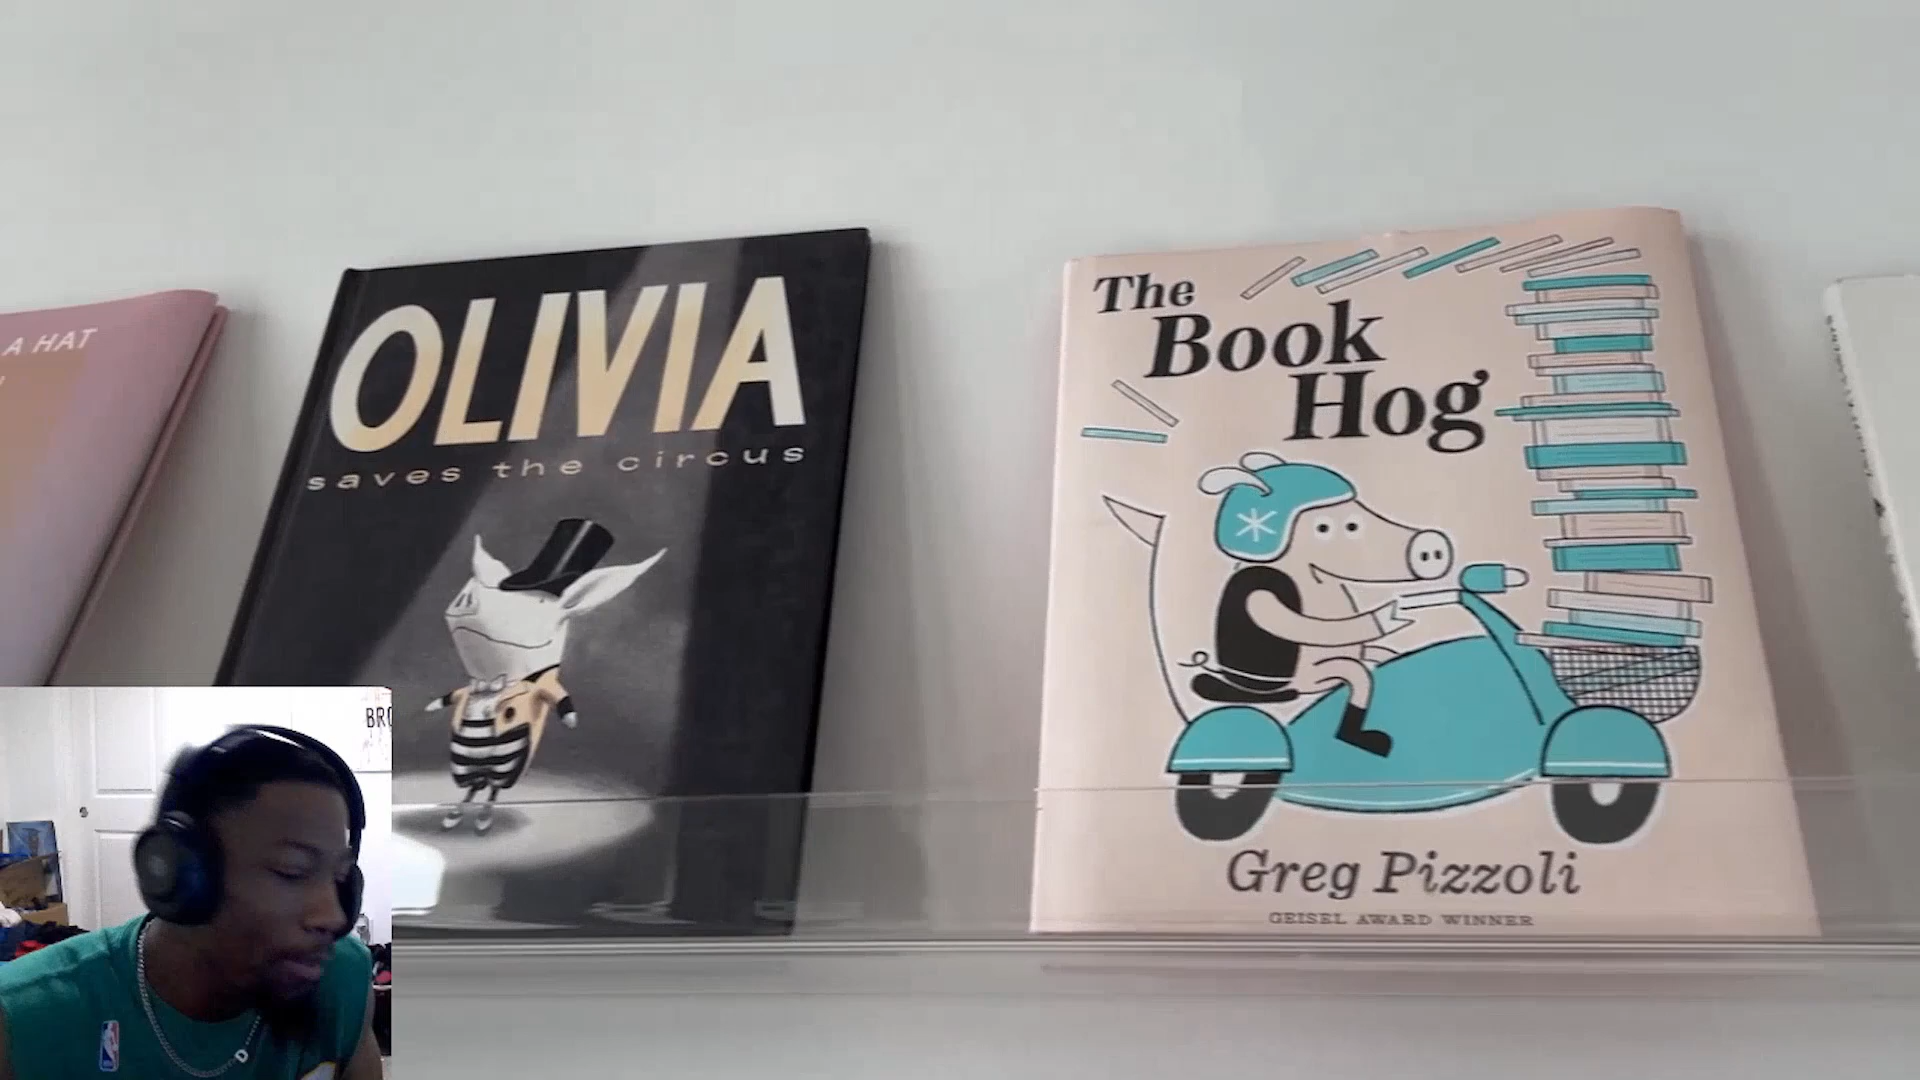 A HAT
OLIVIA
saves the circus
The
Book
Hog
Greg Pizzoli
GEISEL AWARD WINNER
BRO
D